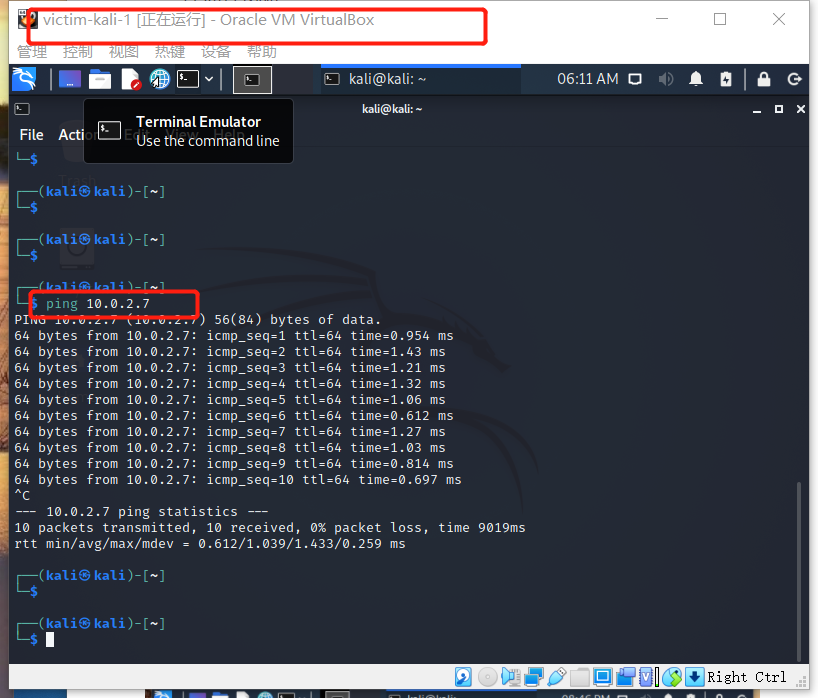 victim-kali-1 [正在运行] - Oracle VM VirtualBox
管理 控制 视图 热键 设备 帮助
kali@kali: ~ 06:11 AM
kali@kali: ~
File Action Edit View Help
Terminal Emulator
Use the command line
Trash
└─$
┌──(kali㉿kali)-[~]
└─$
┌──(kali㉿kali)-[~]
└─$
┌──(kali㉿kali)-[~]
└─$ ping 10.0.2.7
PING 10.0.2.7 (10.0.2.7) 56(84) bytes of data.
64 bytes from 10.0.2.7: icmp_seq=1 ttl=64 time=0.954 ms
64 bytes from 10.0.2.7: icmp_seq=2 ttl=64 time=1.43 ms
64 bytes from 10.0.2.7: icmp_seq=3 ttl=64 time=1.21 ms
64 bytes from 10.0.2.7: icmp_seq=4 ttl=64 time=1.32 ms
64 bytes from 10.0.2.7: icmp_seq=5 ttl=64 time=1.06 ms
64 bytes from 10.0.2.7: icmp_seq=6 ttl=64 time=0.612 ms
64 bytes from 10.0.2.7: icmp_seq=7 ttl=64 time=1.27 ms
64 bytes from 10.0.2.7: icmp_seq=8 ttl=64 time=1.03 ms
64 bytes from 10.0.2.7: icmp_seq=9 ttl=64 time=0.814 ms
64 bytes from 10.0.2.7: icmp_seq=10 ttl=64 time=0.697 ms
^C
--- 10.0.2.7 ping statistics ---
10 packets transmitted, 10 received, 0% packet loss, time 9019ms
rtt min/avg/max/mdev = 0.612/1.039/1.433/0.259 ms
┌──(kali㉿kali)-[~]
└─$
┌──(kali㉿kali)-[~]
└─$
Right Ctrl